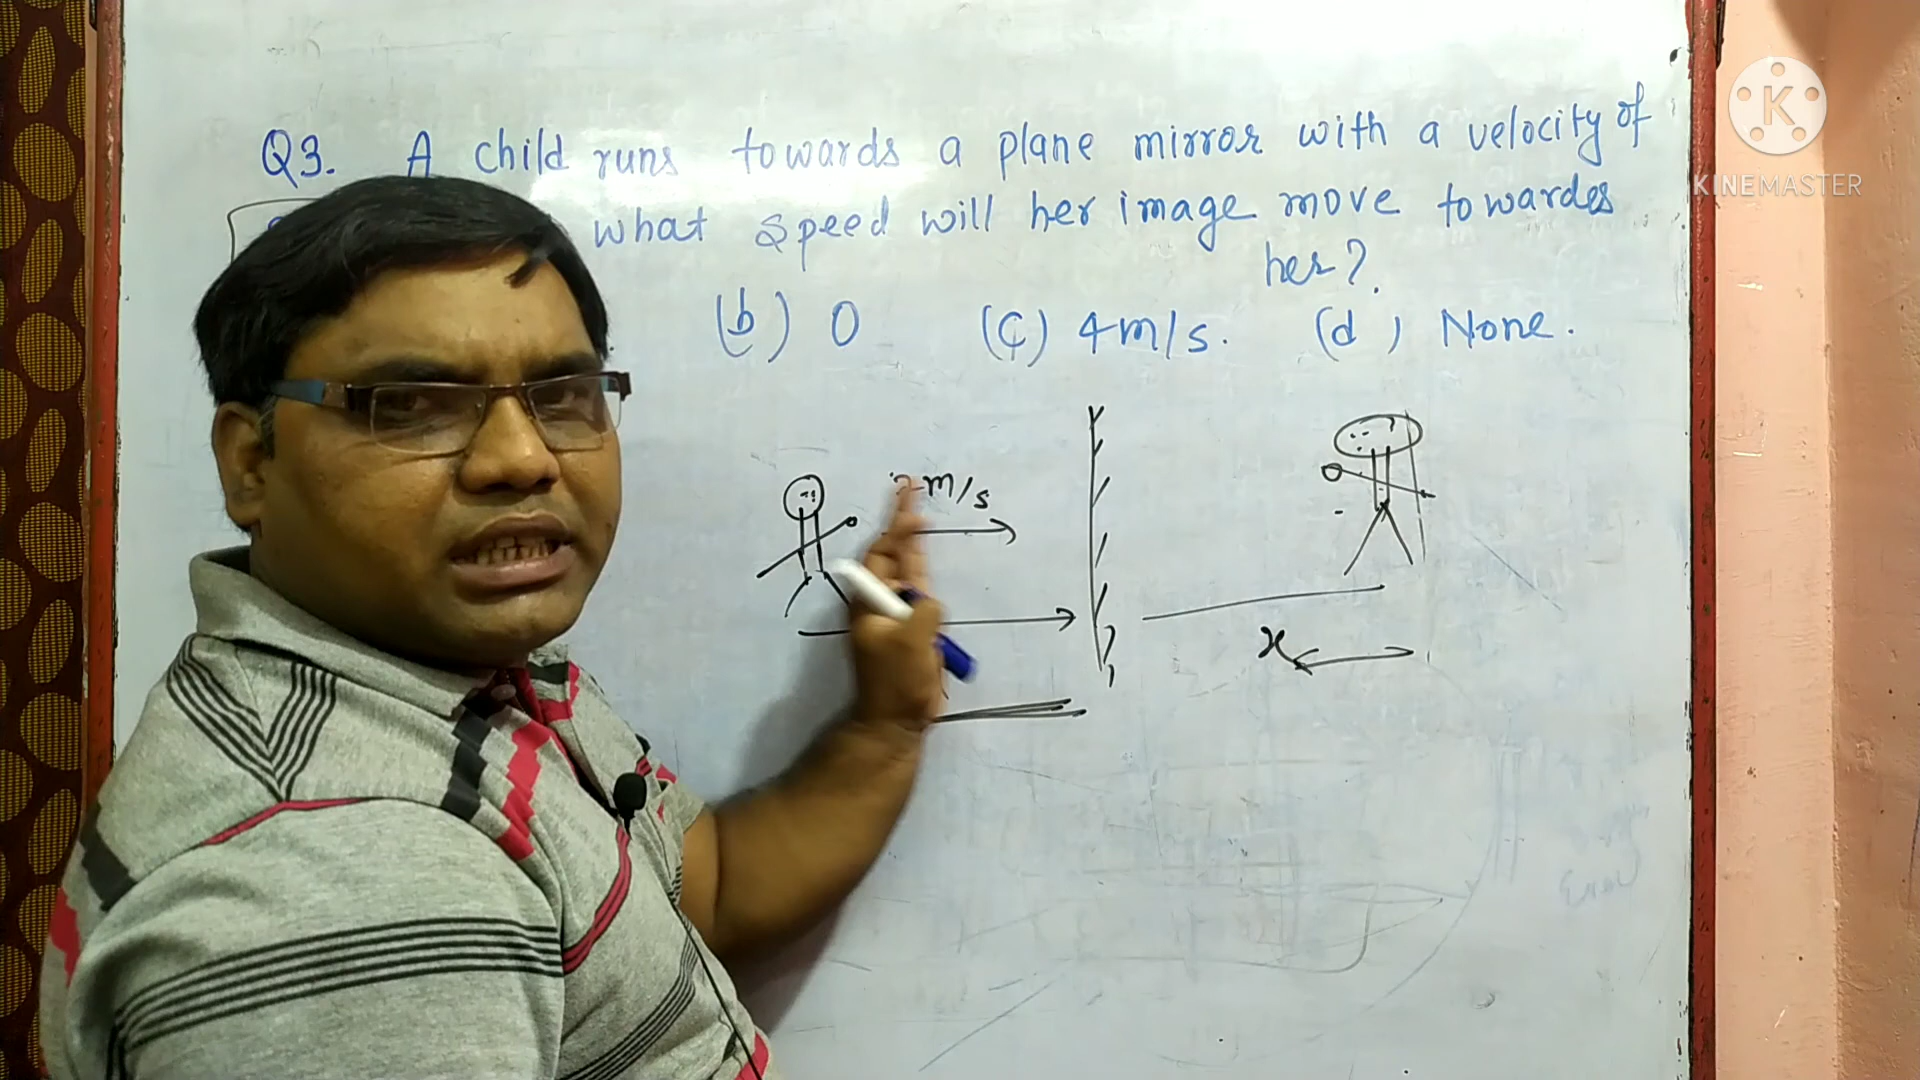 Q3. A child runs towards a plane mirror with a velocity of
what speed will her image move towardes
her?
(b) 0 (C) 4m/s. (d) None.
m/s
x
K
KINEMASTER